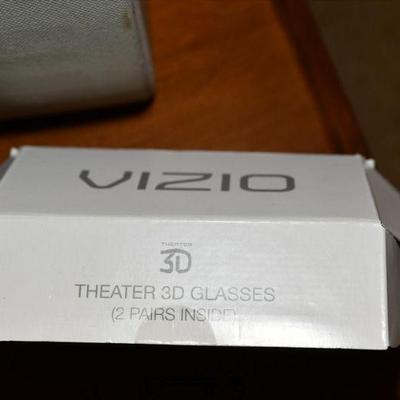 VIZIO
THEATER
3D
THEATER 3D GLASSES
(2 PAIRS INSIDE)